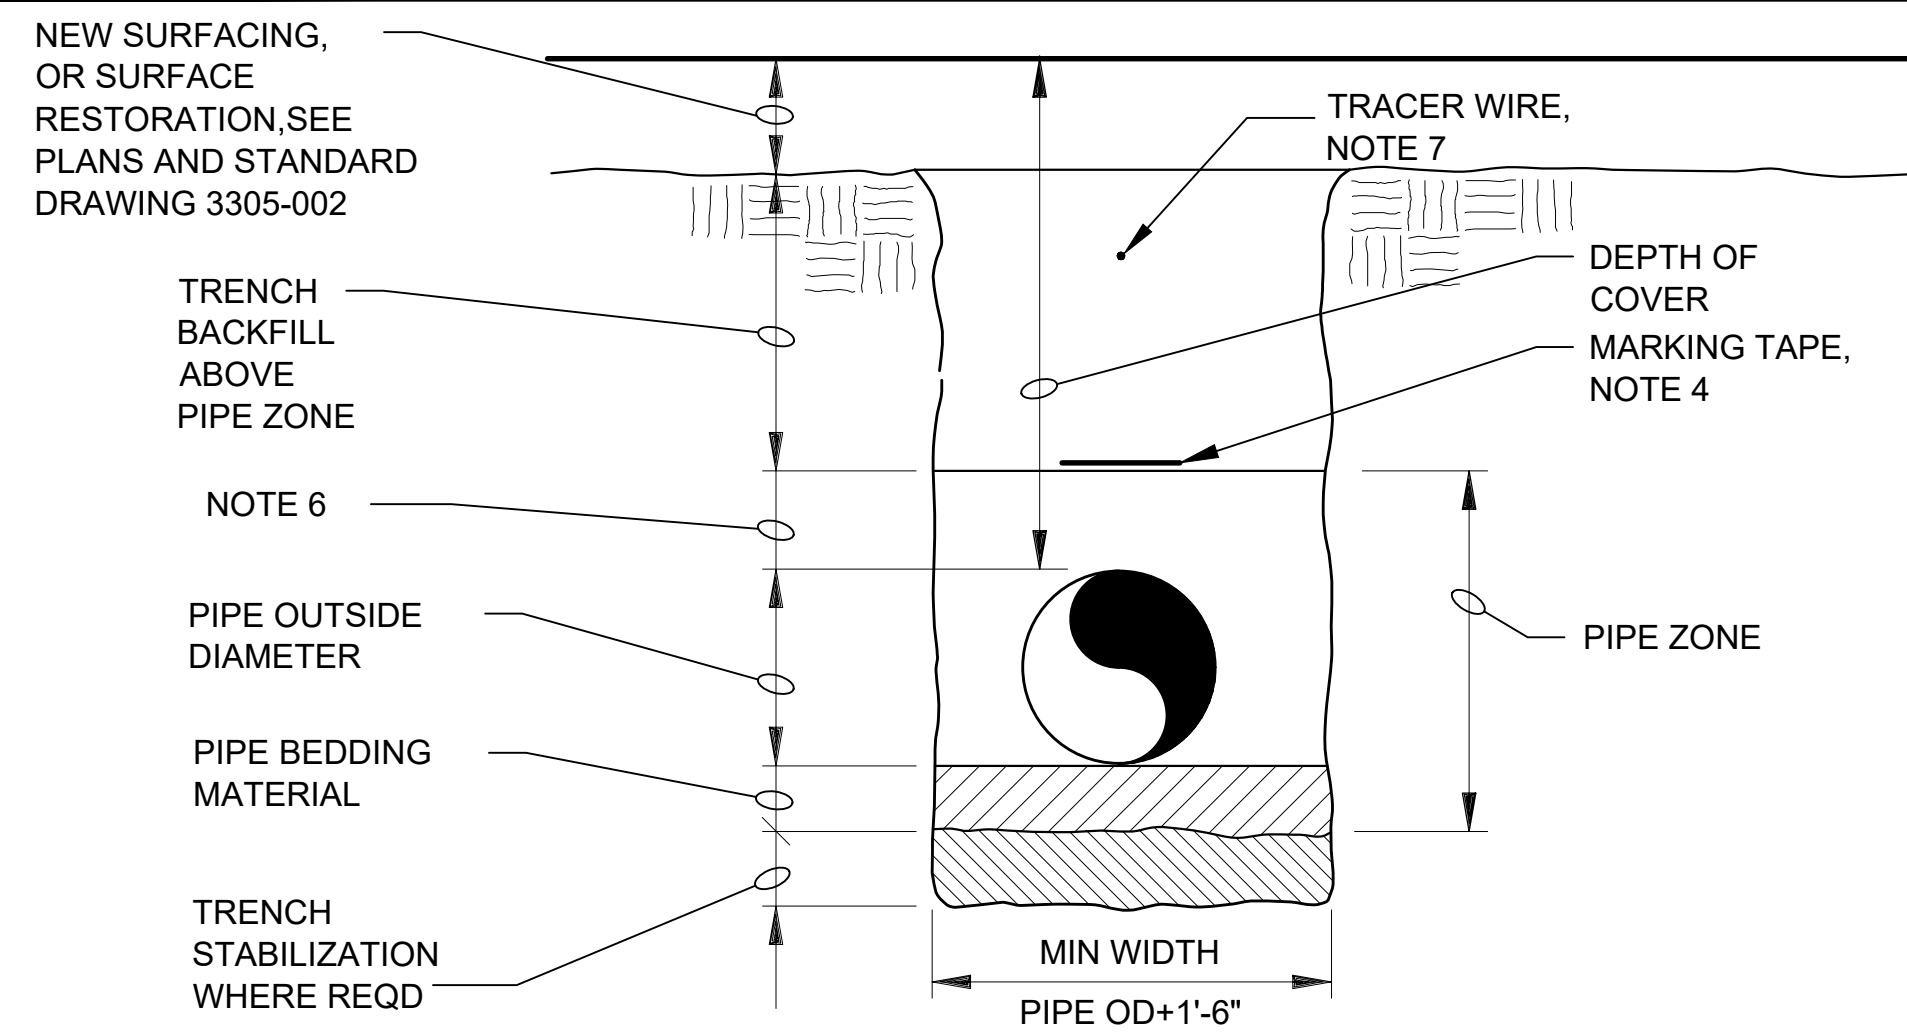 NEW SURFACING,
OR SURFACE
RESTORATION,SEE
PLANS AND STANDARD
DRAWING 3305-002
TRACER WIRE,
NOTE 7
DEPTH OF
COVER
MARKING TAPE,
NOTE 4
TRENCH
BACKFILL
ABOVE
PIPE ZONE
NOTE 6
PIPE OUTSIDE
DIAMETER
PIPE ZONE
PIPE BEDDING
MATERIAL
TRENCH
STABILIZATION
WHERE REQD
MIN WIDTH
PIPE OD+1'-6"